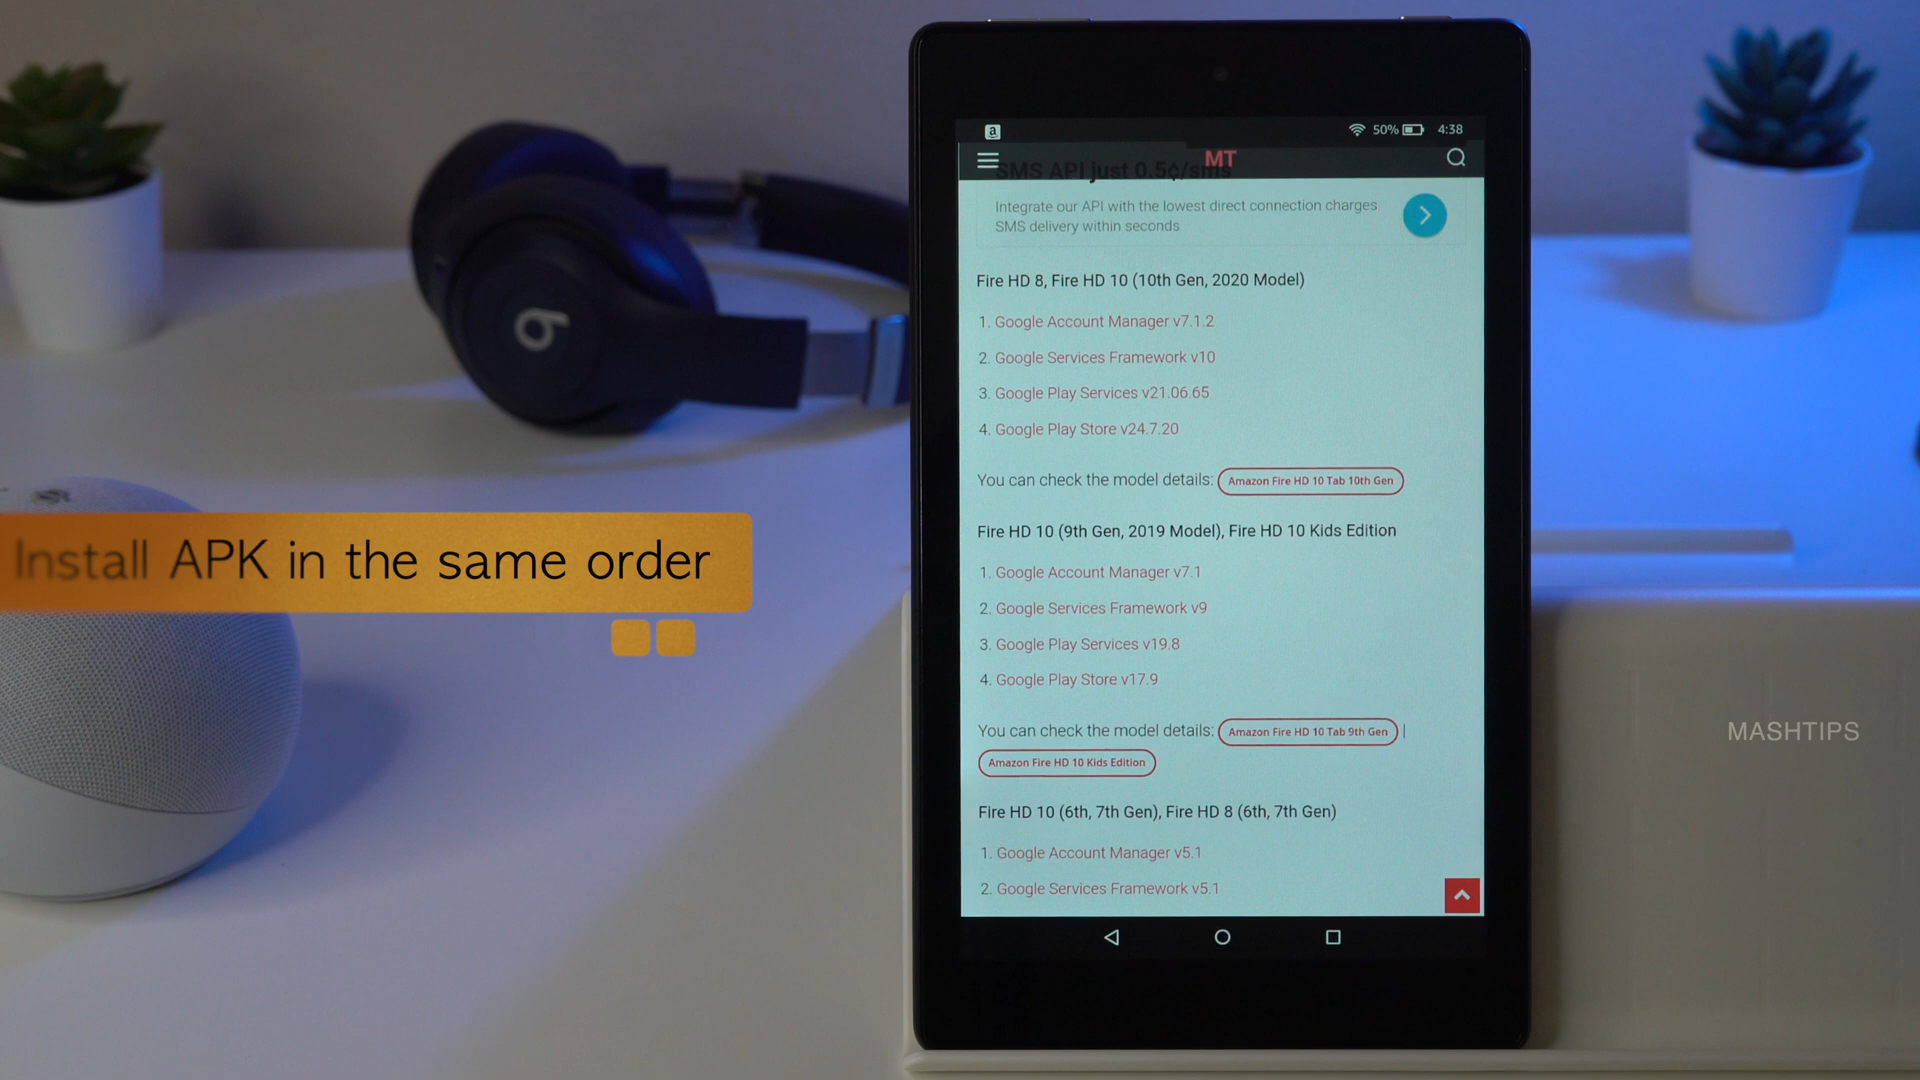 50% 4:38
MT
SMS API just 0.5¢/sms
Integrate our API with the lowest direct connection charges.
SMS delivery within seconds
Fire HD 8, Fire HD 10 (10th Gen, 2020 Model)
1. Google Account Manager v7.1.2
2. Google Services Framework v10
3. Google Play Services v21.06.65
4. Google Play Store v24.7.20
You can check the model details: Amazon Fire HD 10 Tab 10th Gen
Fire HD 10 (9th Gen, 2019 Model), Fire HD 10 Kids Edition
1. Google Account Manager v7.1
2. Google Services Framework v9
3. Google Play Services v19.8
4. Google Play Store v17.9
You can check the model details: Amazon Fire HD 10 Tab 9th Gen |
Amazon Fire HD 10 Kids Edition
Fire HD 10 (6th, 7th Gen), Fire HD 8 (6th, 7th Gen)
1. Google Account Manager v5.1
2. Google Services Framework v5.1
Install APK in the same order
MASHTIPS